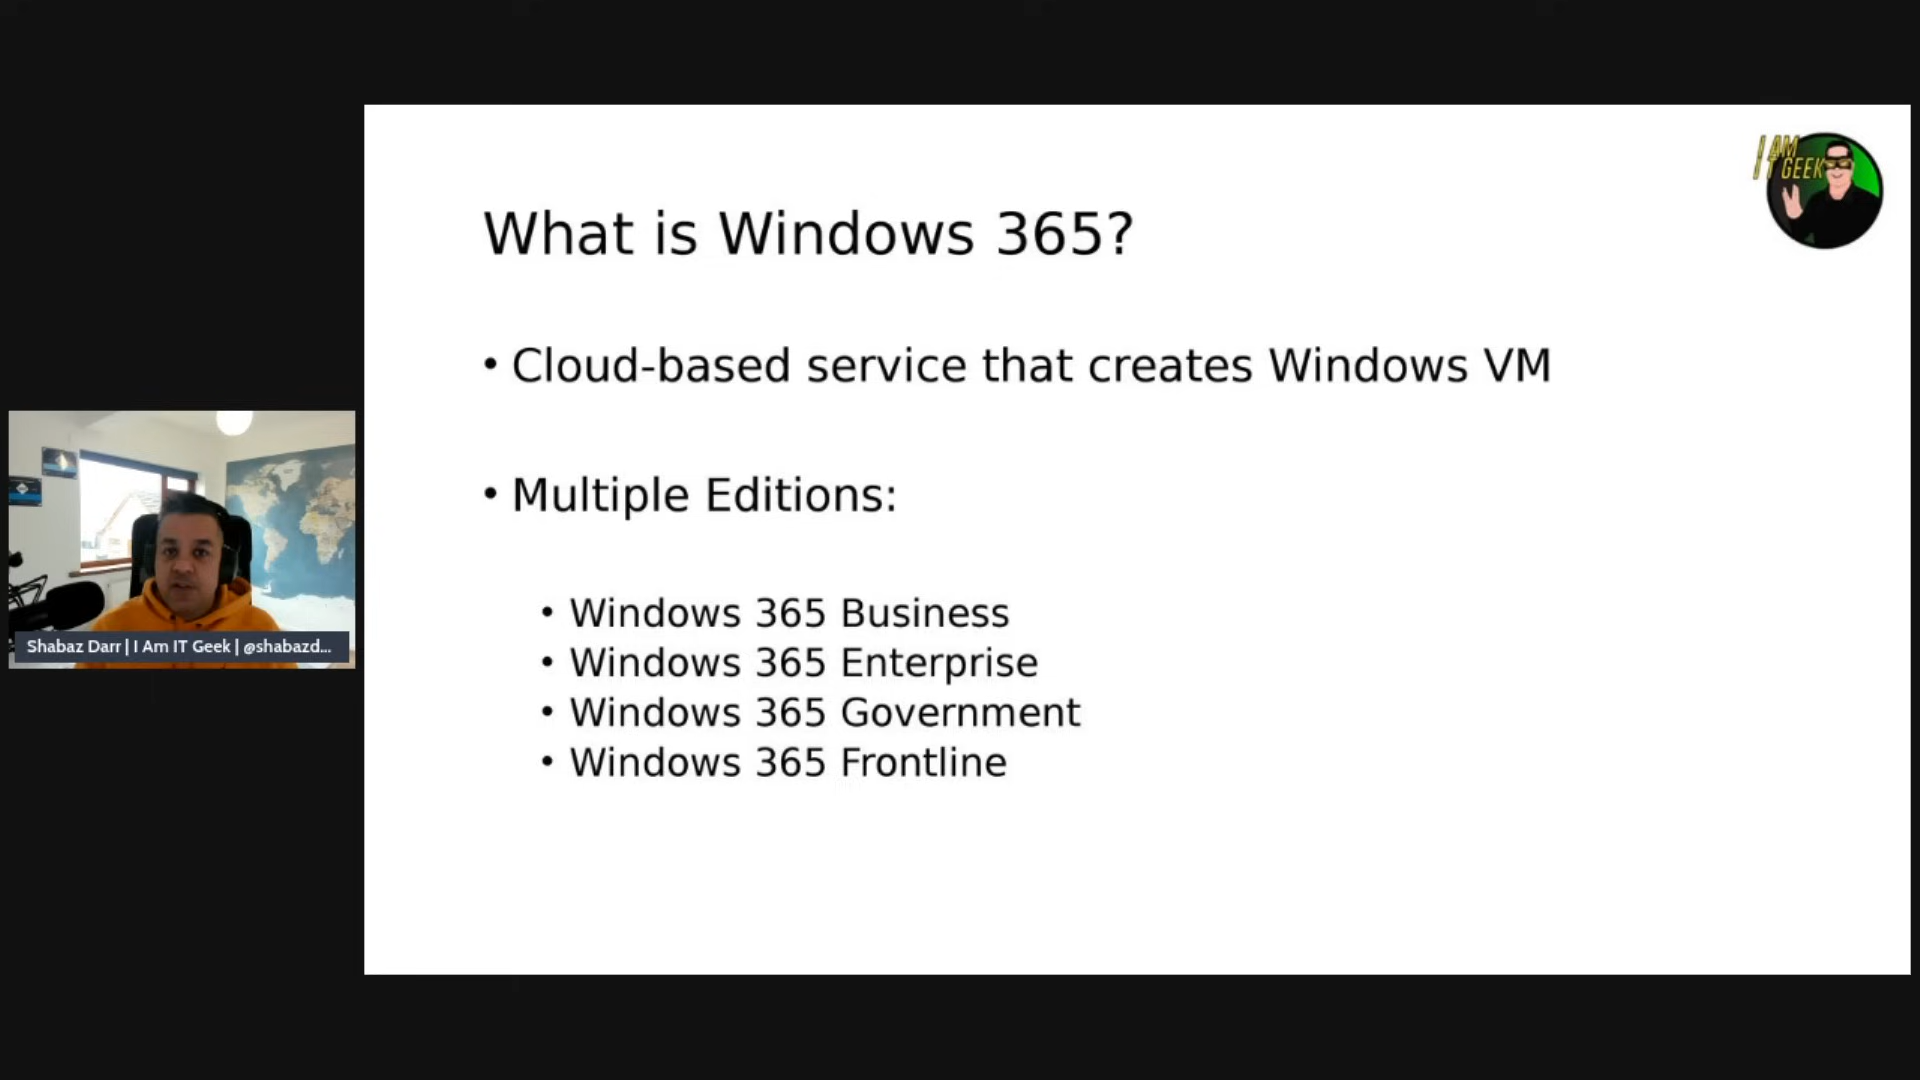 I AM
IT GEEK
What is Windows 365?
• Cloud-based service that creates Windows VM
• Multiple Editions:
• Windows 365 Business
• Windows 365 Enterprise
• Windows 365 Government
• Windows 365 Frontline
Shabaz Darr | I Am IT Geek | @shabazd...